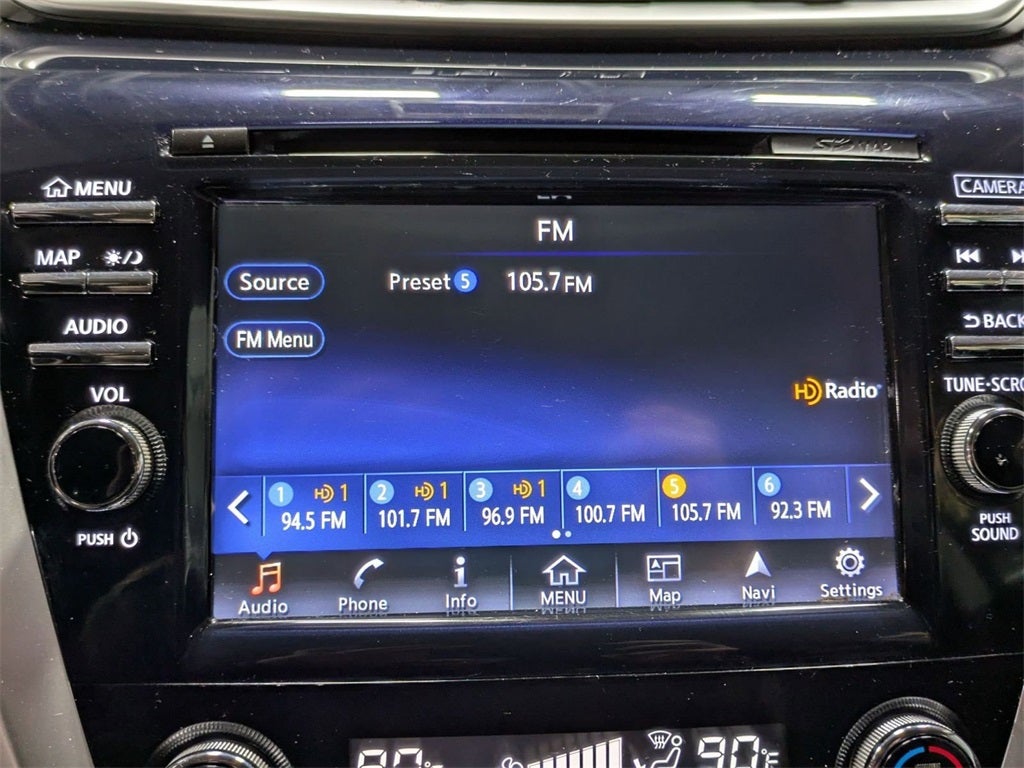 MENU
MAP
AUDIO
VOL
PUSH
FM
Source
Preset 5 105.7 FM
FM Menu
HD Radio
1 HD 1 94.5 FM
2 HD 1 101.7 FM
3 HD 1 96.9 FM
4 100.7 FM
5 105.7 FM
6 92.3 FM
Audio
Phone
Info
MENU
Map
Navi
Settings
CAMERA
BACK
PUSH
SOUND
90°F